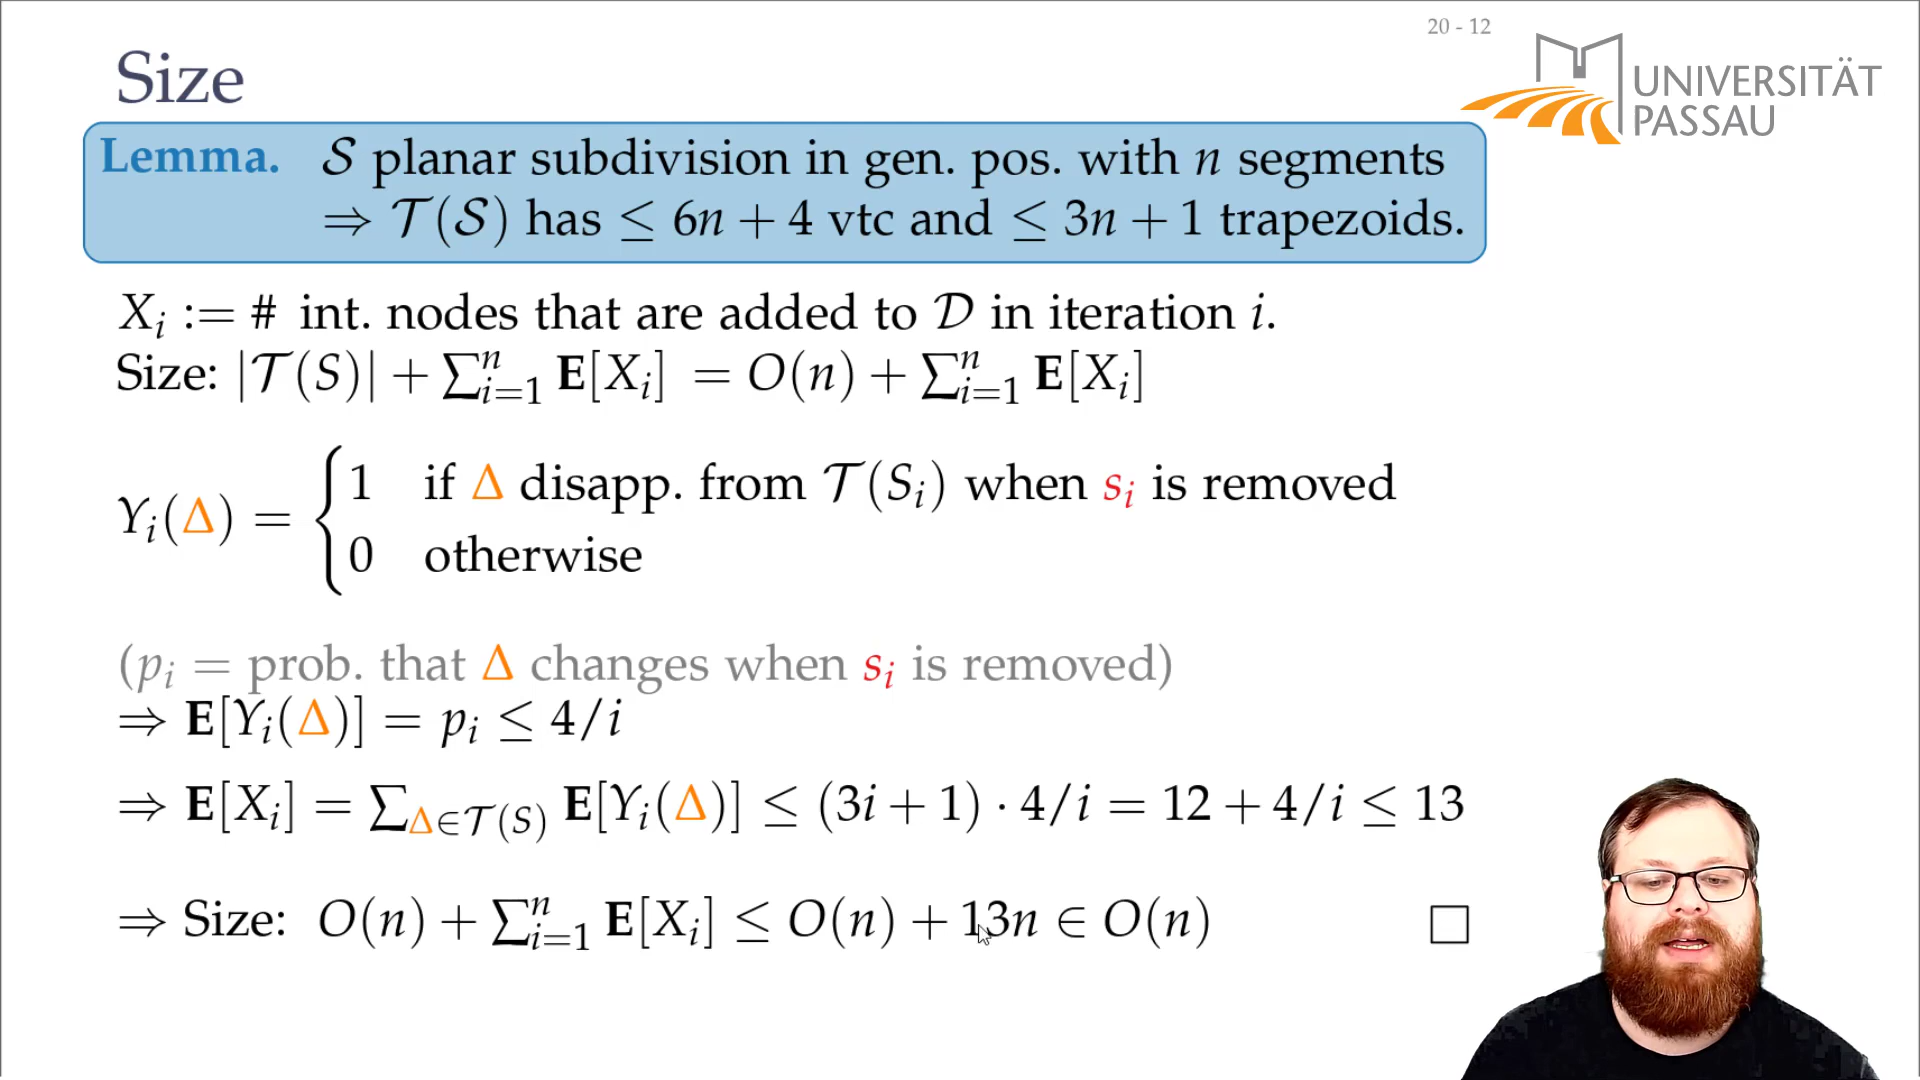 20 - 12
UNIVERSITÄT
PASSAU
Size
Lemma. 𝒮 planar subdivision in gen. pos. with n segments
⇒ 𝒯(𝒮) has ≤ 6n + 4 vtc and ≤ 3n + 1 trapezoids.
X_i := # int. nodes that are added to 𝒟 in iteration i.
Size: |𝒯(S)| + ∑_{i=1}^{n} E[X_i] = O(n) + ∑_{i=1}^{n} E[X_i]
Y_i(Δ) = { 1 if Δ disapp. from 𝒯(S_i) when s_i is removed
0 otherwise
(p_i = prob. that Δ changes when s_i is removed)
⇒ E[Y_i(Δ)] = p_i ≤ 4/i
⇒ E[X_i] = ∑_{Δ∈𝒯(S)} E[Y_i(Δ)] ≤ (3i + 1) · 4/i = 12 + 4/i ≤ 13
⇒ Size: O(n) + ∑_{i=1}^{n} E[X_i] ≤ O(n) + 13n ∈ O(n) □